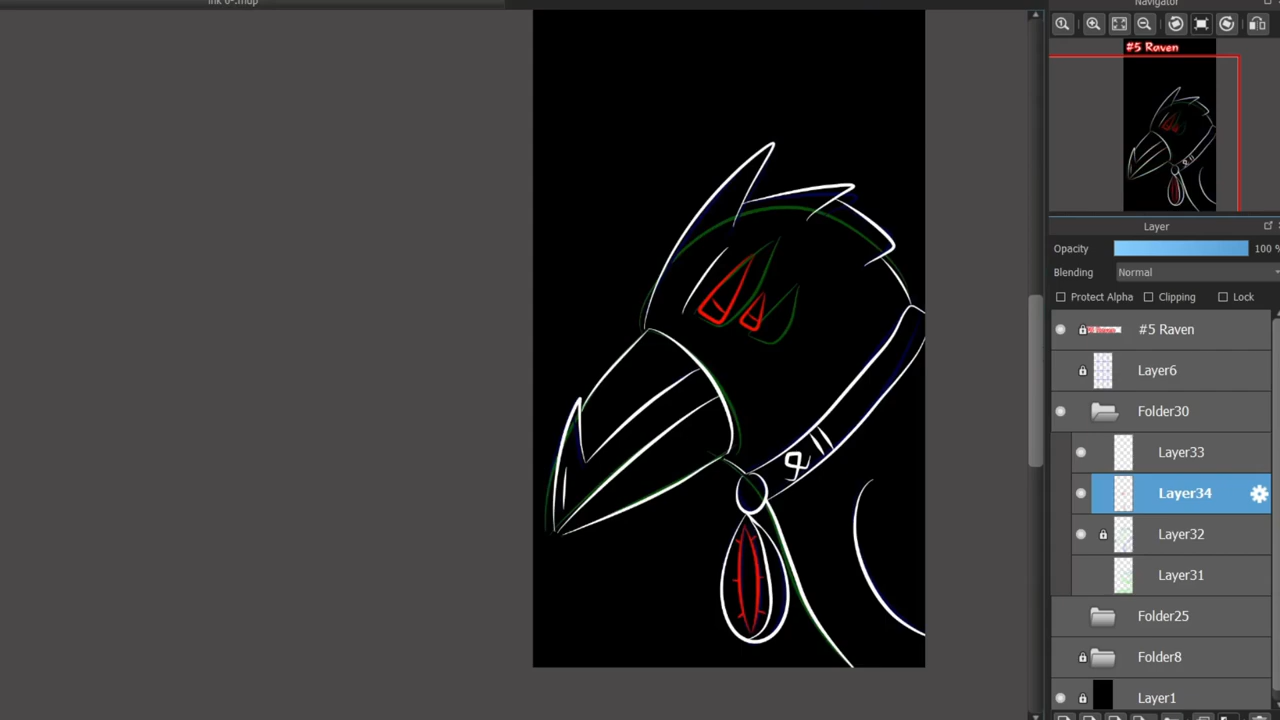 ink 6-.mdp
Navigator
#5 Raven
Layer
Opacity 100 %
Blending Normal
Protect Alpha Clipping Lock
#5 Raven
Layer6
Folder30
Layer33
Layer34
Layer32
Layer31
Folder25
Folder8
Layer1